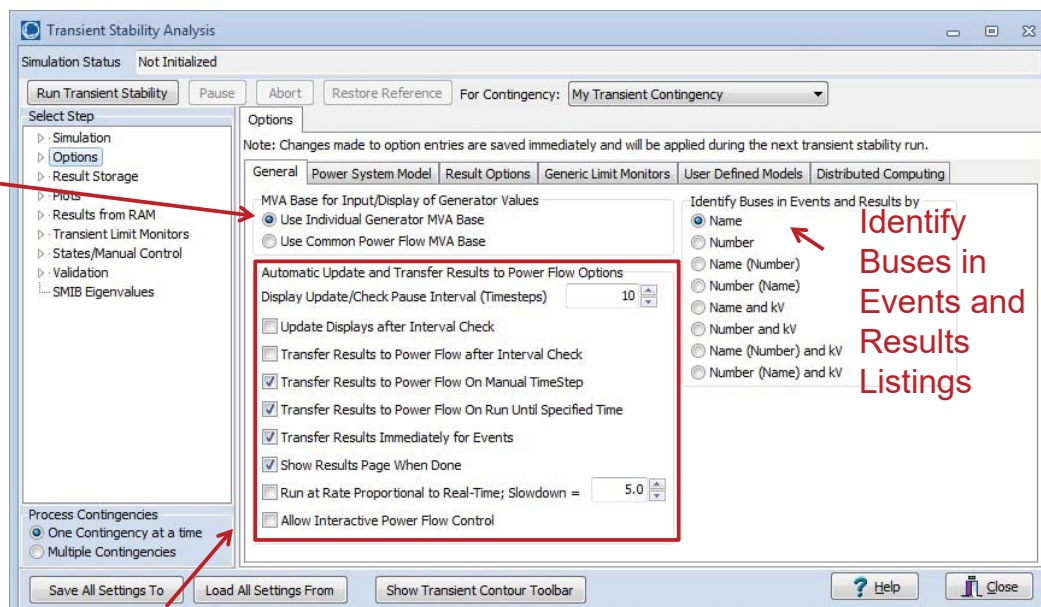 Transient Stability Analysis
Simulation Status Not Initialized
Run Transient Stability Pause Abort Restore Reference For Contingency: My Transient Contingency
Select Step
Simulation
Options
Result Storage
Plots
Results from RAM
Transient Limit Monitors
States/Manual Control
Validation
SMIB Eigenvalues
Process Contingencies
One Contingency at a time
Multiple Contingencies
Options
Note: Changes made to option entries are saved immediately and will be applied during the next transient stability run.
General Power System Model Result Options Generic Limit Monitors User Defined Models Distributed Computing
MVA Base for Input/Display of Generator Values
Use Individual Generator MVA Base
Use Common Power Flow MVA Base
Automatic Update and Transfer Results to Power Flow Options
Display Update/Check Pause Interval (Timesteps) 10
Update Displays after Interval Check
Transfer Results to Power Flow after Interval Check
Transfer Results to Power Flow On Manual TimeStep
Transfer Results to Power Flow On Run Until Specified Time
Transfer Results Immediately for Events
Show Results Page When Done
Run at Rate Proportional to Real-Time; Slowdown = 5.0
Allow Interactive Power Flow Control
Identify Buses in Events and Results by
Name
Number
Name (Number)
Number (Name)
Name and kV
Number and kV
Name (Number) and kV
Number (Name) and kV
Identify
Buses in
Events and
Results
Listings
Save All Settings To Load All Settings From Show Transient Contour Toolbar Help Close